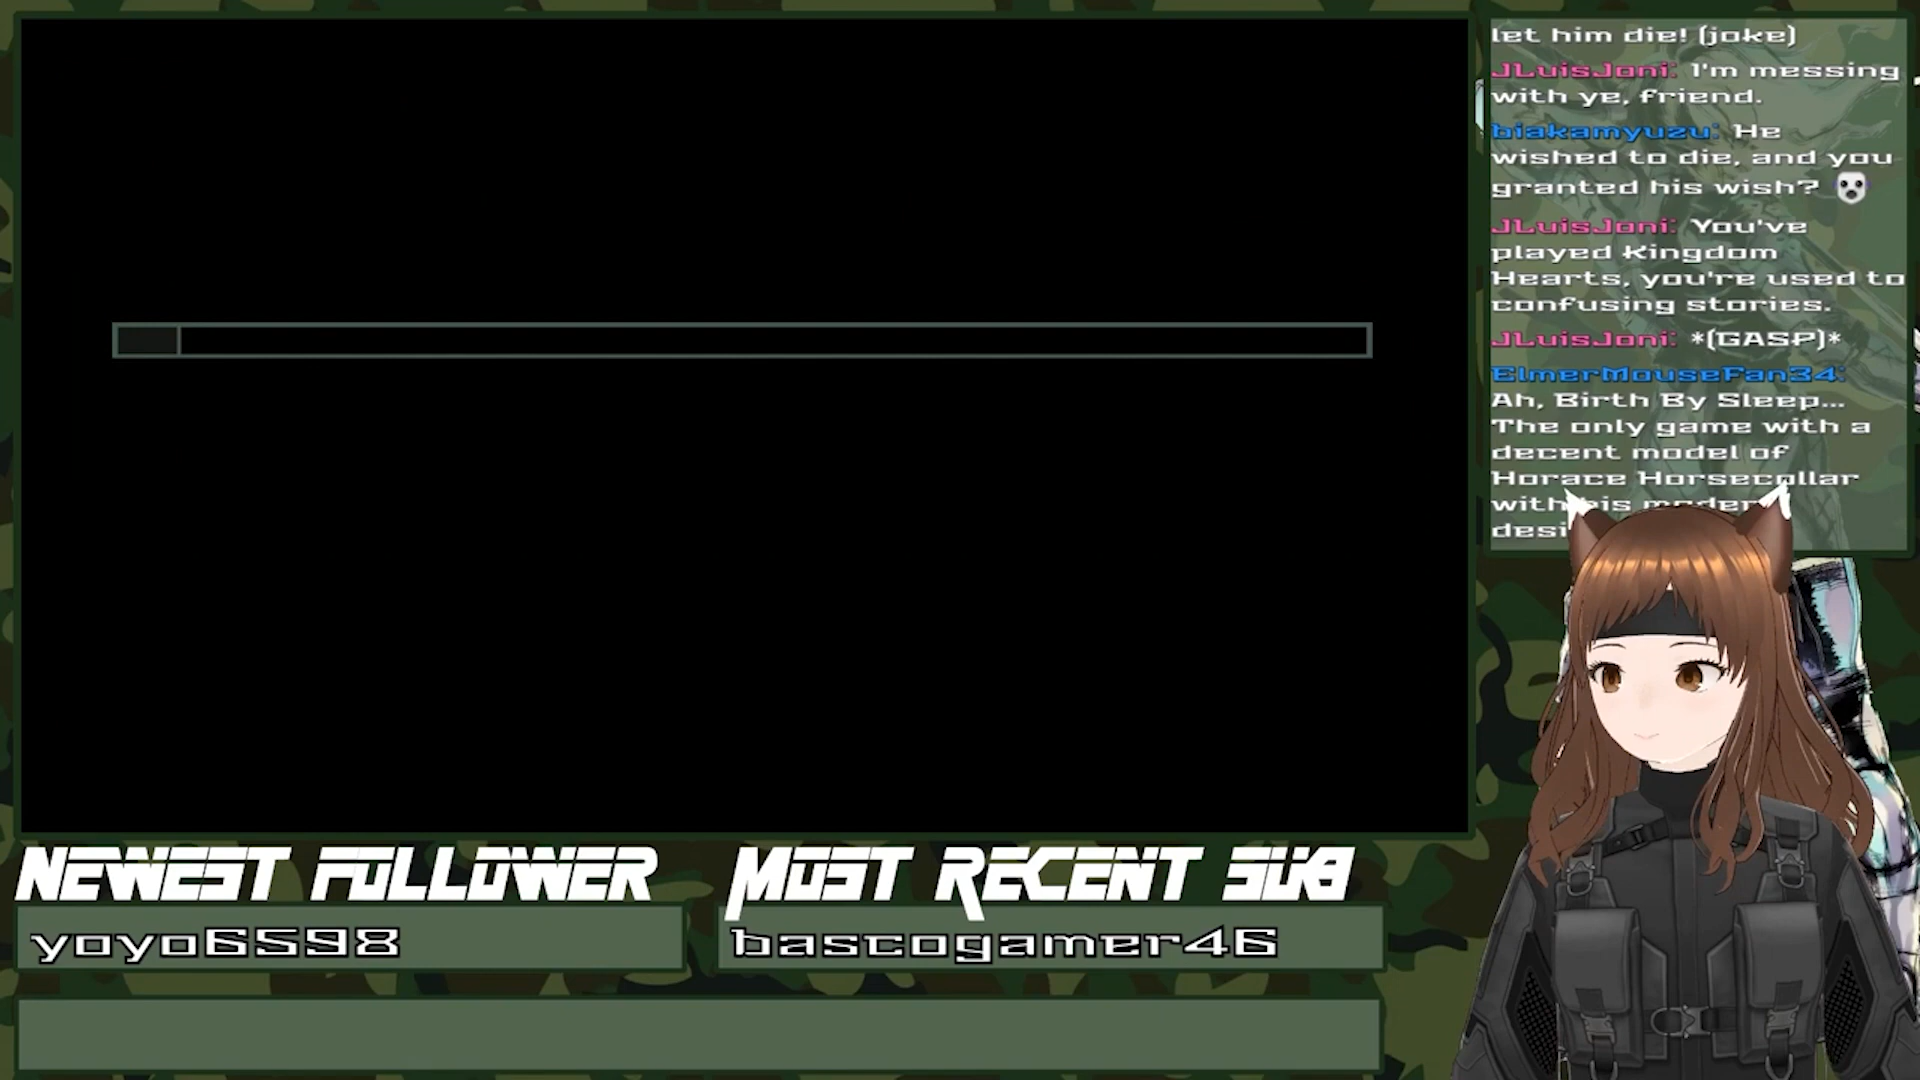 let him die! (joke)
JLuisJoni: I'm messing
with ye, friend.
biakamyuzu: He
wished to die, and you
granted his wish?
JLuisJoni: You've
played Kingdom
Hearts, you're used to
confusing stories.
JLuisJoni: *(GASP)*
ElmerMouseFan34:
Ah, Birth By Sleep...
The only game with a
decent model of
Horace Horsecollar
NEWEST FOLLOWER
yoyo6598
MOST RECENT SUB
bascogamer46